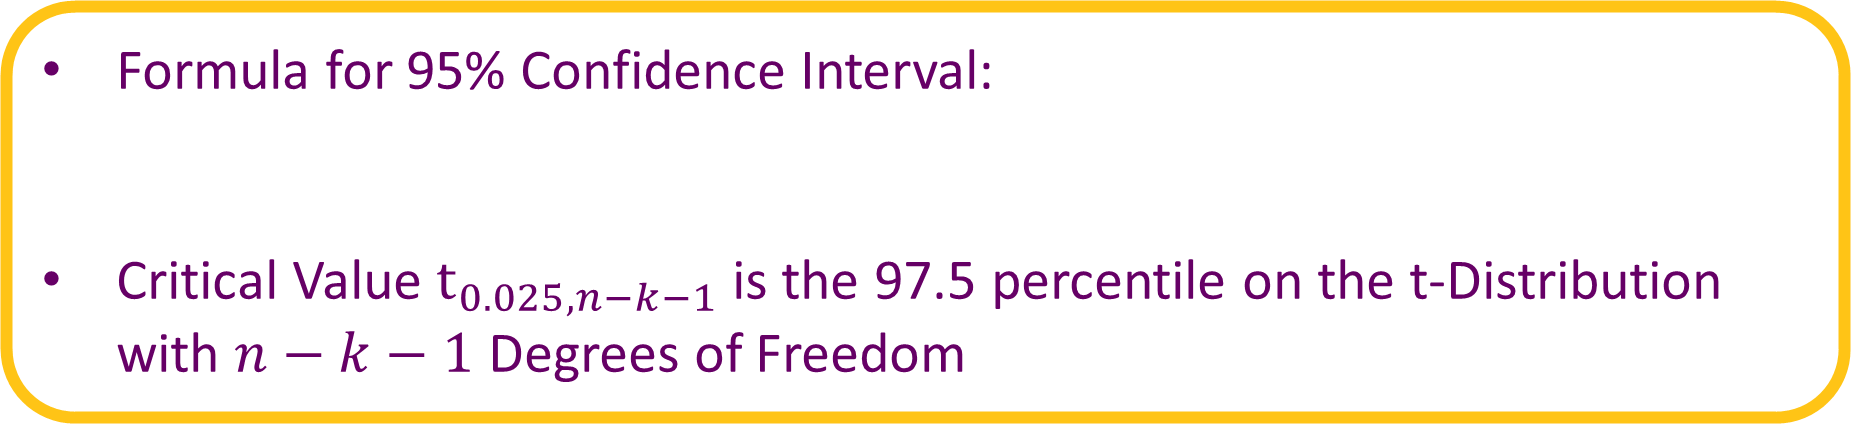 • Formula for 95% Confidence Interval:
• Critical Value t₀.₀₂₅,ₙ₋ₖ₋₁ is the 97.5 percentile on the t-Distribution
with 𝑛 − 𝑘 − 1 Degrees of Freedom